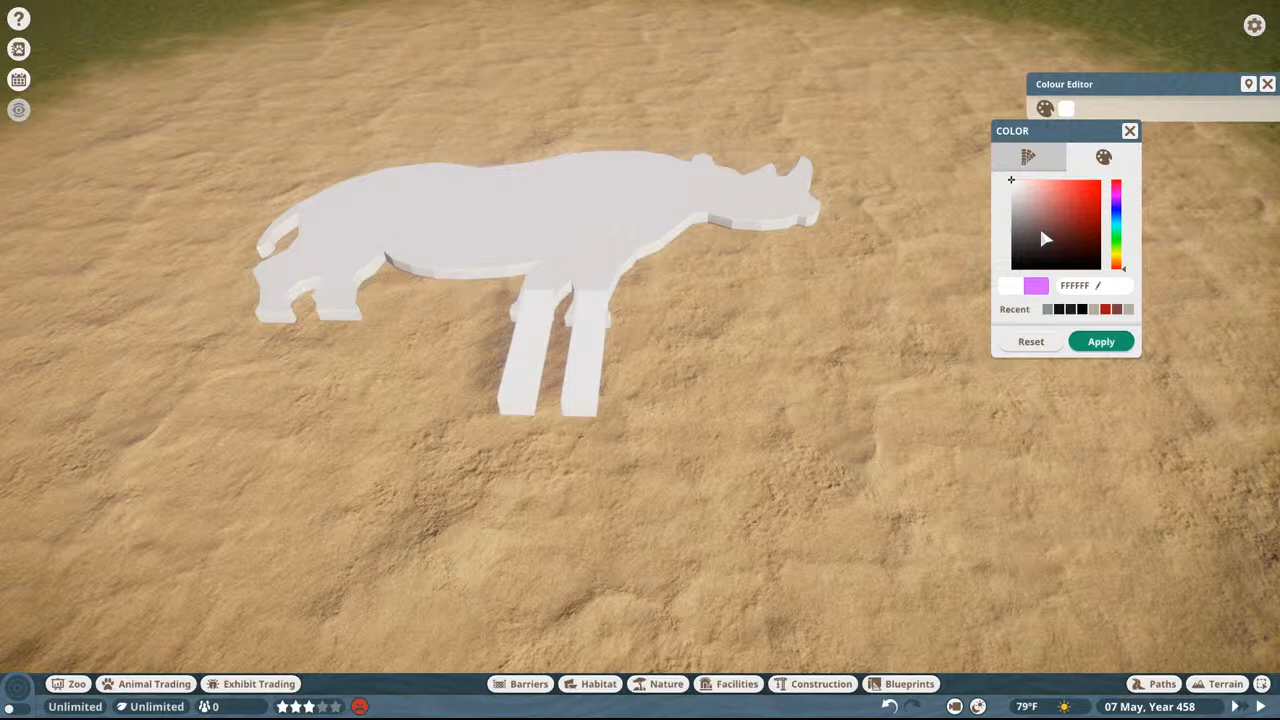 ?
Colour Editor
COLOR
FFFFFF
Recent
Reset
Apply
Zoo
Animal Trading
Exhibit Trading
Barriers
Habitat
Nature
Facilities
Construction
Blueprints
Paths
Terrain
Unlimited
Unlimited
0
79°F
07 May, Year 458